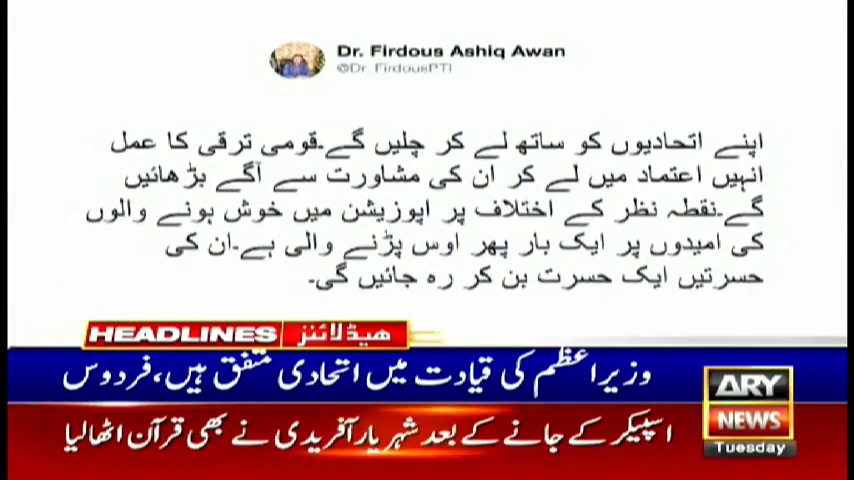 Dr. Firdous Ashiq Awan
@Dr_FirdousPTI
اپنے اتحادیوں کو ساتھ لے کر چلیں گے۔قومی ترقی کا عمل
انہیں اعتماد میں لے کر ان کی مشاورت سے آگے بڑھائیں
گے۔نقطہ نظر کے اختلاف پر اپوزیشن میں خوش ہونے والوں
کی امیدوں پر ایک بار پھر اوس پڑنے والی ہے۔ان کی
حسرتیں ایک حسرت بن کر رہ جائیں گی۔
HEADLINES ہیڈلائنز
وزیراعظم کی قیادت میں اتحادی متفق ہیں،فردوس
اسپیکر کے جانے کے بعد شہریار آفریدی نے بھی قرآن اٹھالیا
ARY
NEWS
Tuesday